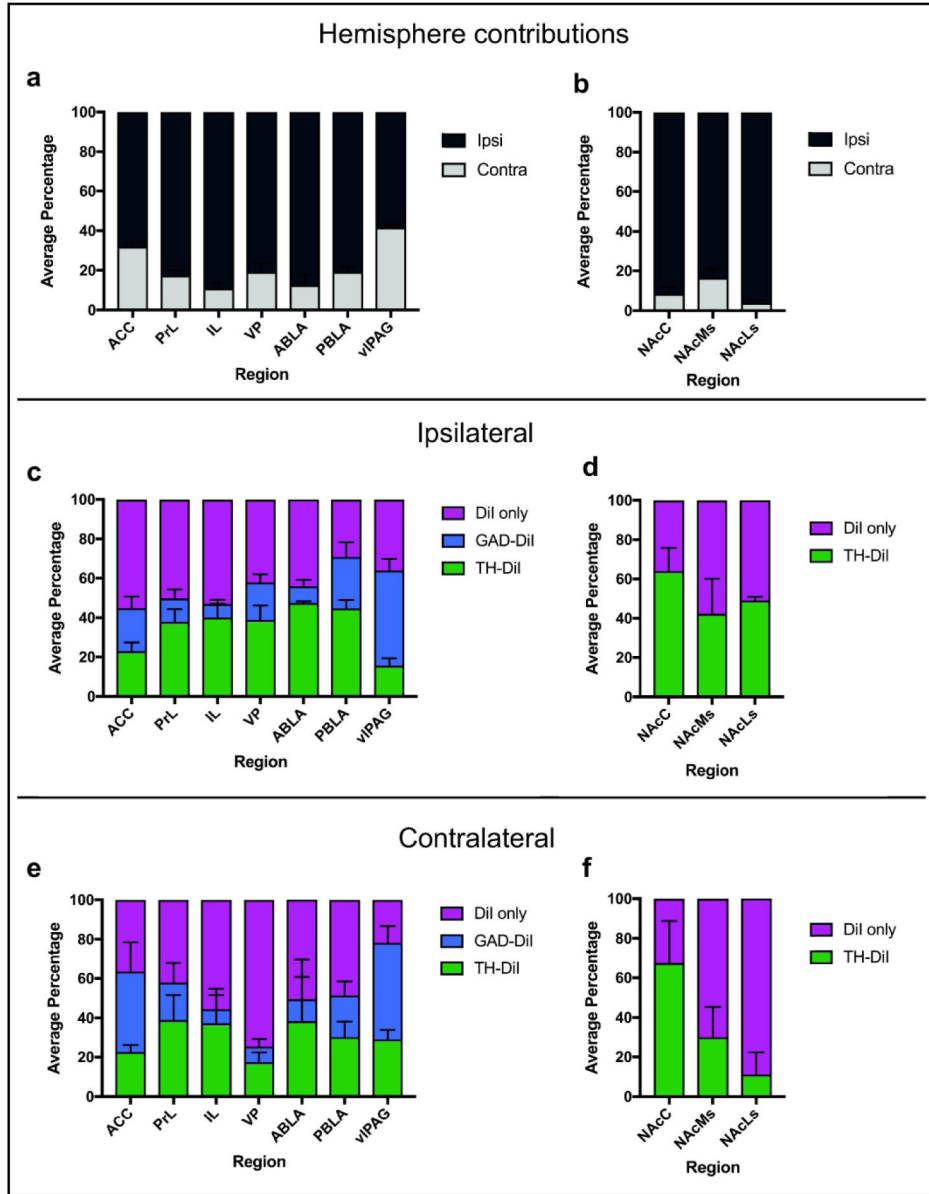 Hemisphere contributions
a
100
80
60
40
20
0
Average Percentage
ACC
PrL
IL
VP
ABLA
PBLA
vlPAG
Region
Ipsi
Contra
b
100
80
60
40
20
0
Average Percentage
NAcC
NAcMs
NAcLs
Region
Ipsi
Contra
Ipsilateral
c
100
80
60
40
20
0
Average Percentage
ACC
PrL
IL
VP
ABLA
PBLA
vlPAG
Region
DiI only
GAD-DiI
TH-DiI
d
100
80
60
40
20
0
Average Percentage
NAcC
NAcMs
NAcLs
Region
DiI only
TH-DiI
Contralateral
e
100
80
60
40
20
0
Average Percentage
ACC
PrL
IL
VP
ABLA
PBLA
vlPAG
Region
DiI only
GAD-DiI
TH-DiI
f
100
80
60
40
20
0
Average Percentage
NAcC
NAcMs
NAcLs
Region
DiI only
TH-DiI